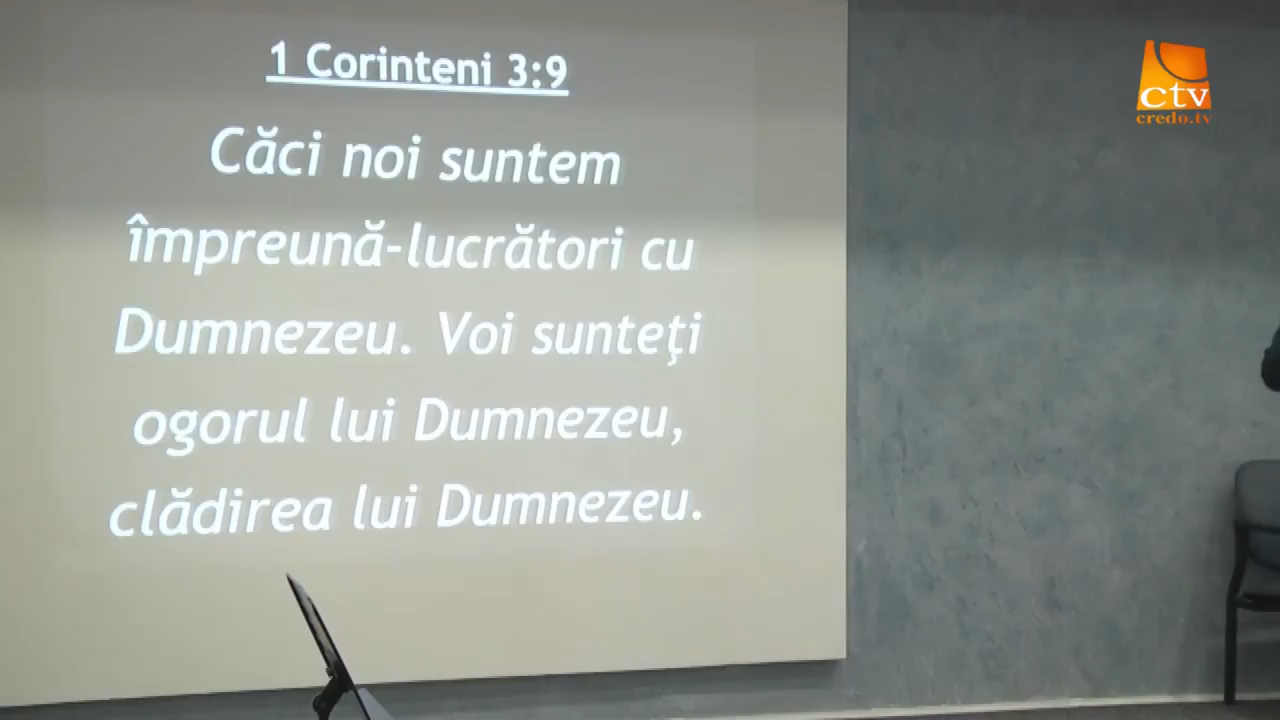 1 Corinteni 3:9
Căci noi suntem
împreună-lucrători cu
Dumnezeu. Voi sunteţi
ogorul lui Dumnezeu,
clădirea lui Dumnezeu.
ctv
credo.tv